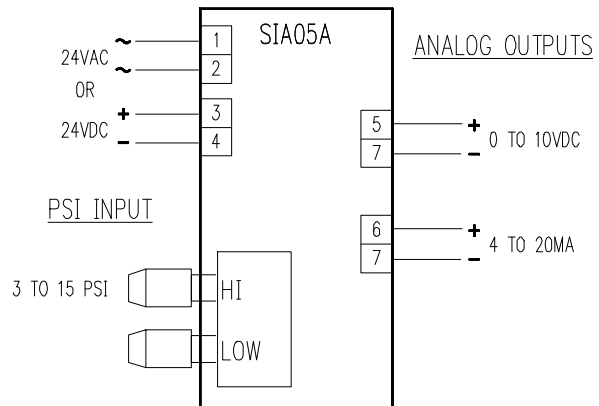 SIA05A
ANALOG OUTPUTS
~ 1
24VAC
~ 2
OR
+ 3
24VDC
- 4
5 +
0 TO 10VDC
7 -
PSI INPUT
6 +
4 TO 20MA
7 -
3 TO 15 PSI
HI
LOW